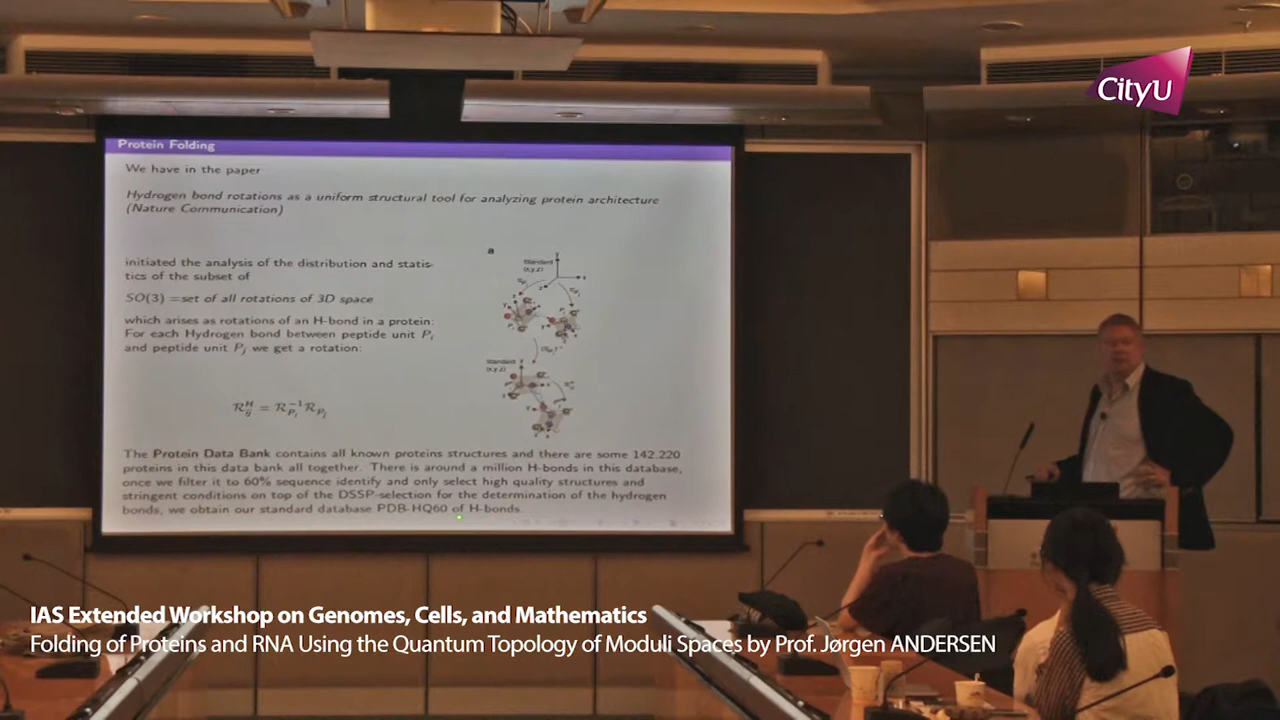 CityU
Protein Folding
We have in the paper
Hydrogen bond rotations as a uniform structural tool for analyzing protein architecture
(Nature Communication)
initiated the analysis of the distribution and statis-
tics of the subset of
SO(3) =set of all rotations of 3D space
which arises as rotations of an H-bond in a protein:
For each Hydrogen bond between peptide unit P_i
and peptide unit P_j we get a rotation:
R_ij^H = R_{P_i}^{-1} R_{P_j}
a
Standard
(x,y,z)
Standard
(x,y,z)
The Protein Data Bank contains all known proteins structures and there are some 142.220
proteins in this data bank all together. There is around a million H-bonds in this database,
once we filter it to 60% sequence identify and only select high quality structures and
stringent conditions on top of the DSSP-selection for the determination of the hydrogen
bonds, we obtain our standard database PDB-HQ60 of H-bonds.
IAS Extended Workshop on Genomes, Cells, and Mathematics
Folding of Proteins and RNA Using the Quantum Topology of Moduli Spaces by Prof. Jørgen ANDERSEN